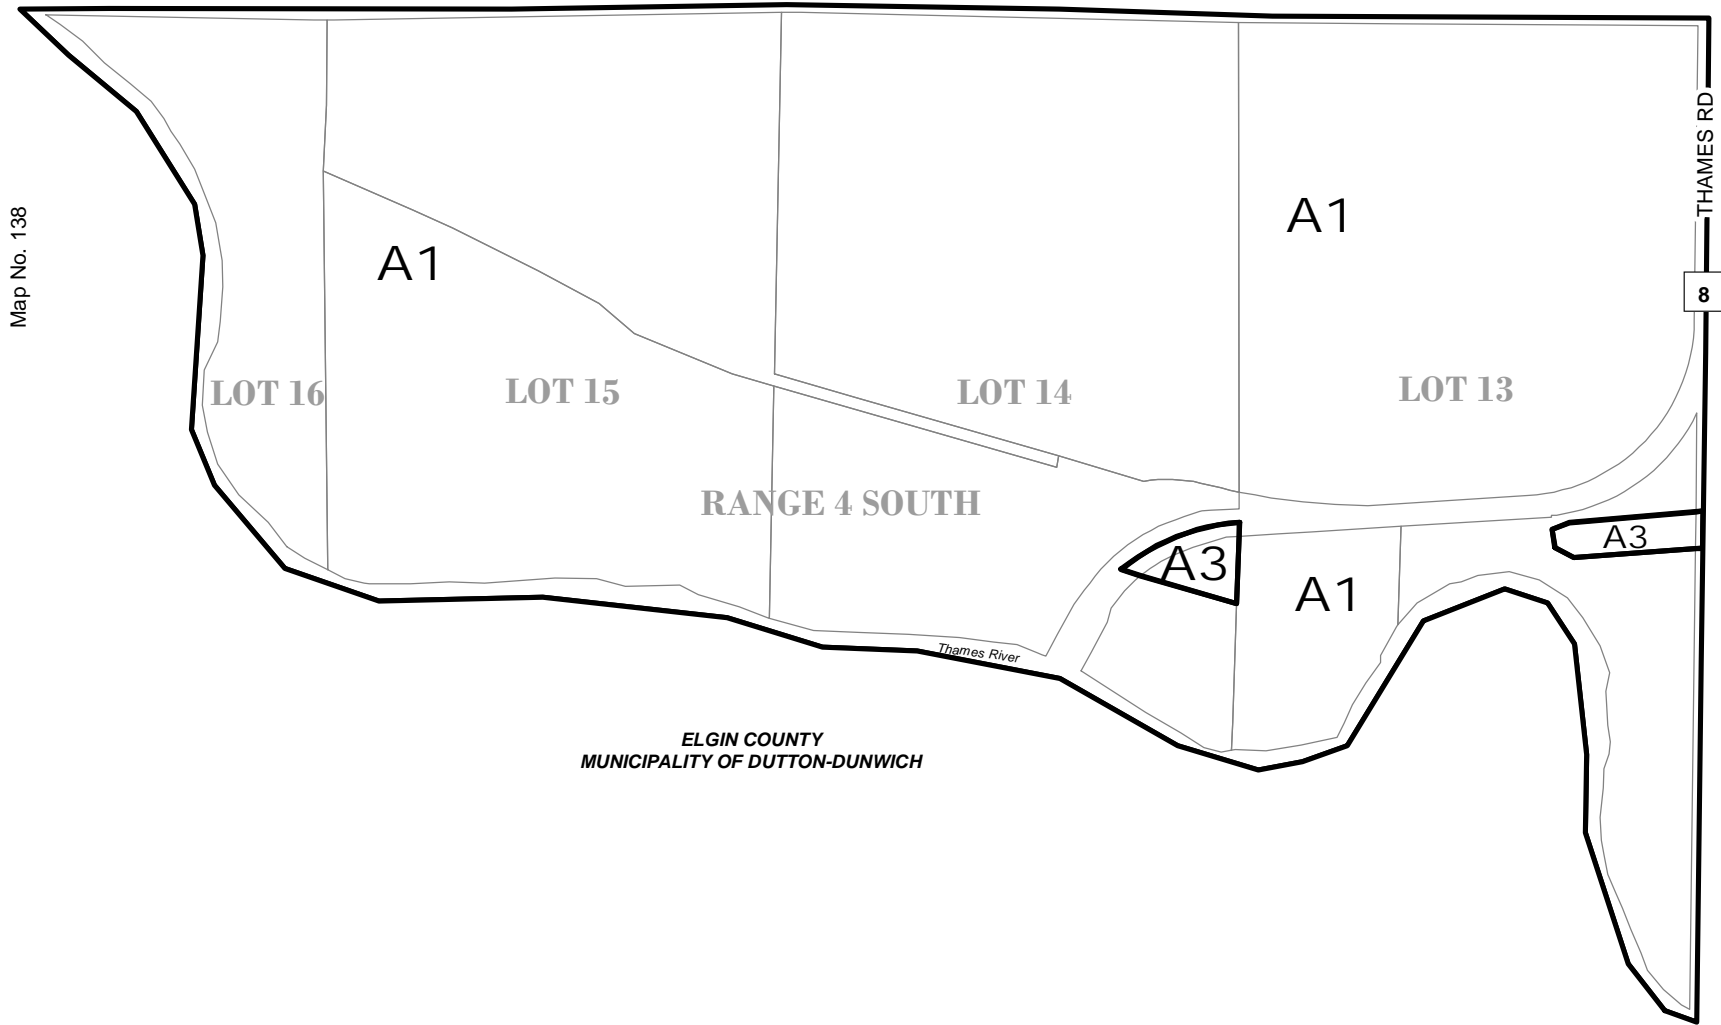 THAMES RD
A1
Map No. 138
A1
8
LOT 16
LOT 15
LOT 14
LOT 13
RANGE 4 SOUTH
A3
A3
A1
Thames River
ELGIN COUNTY
MUNICIPALITY OF DUTTON-DUNWICH